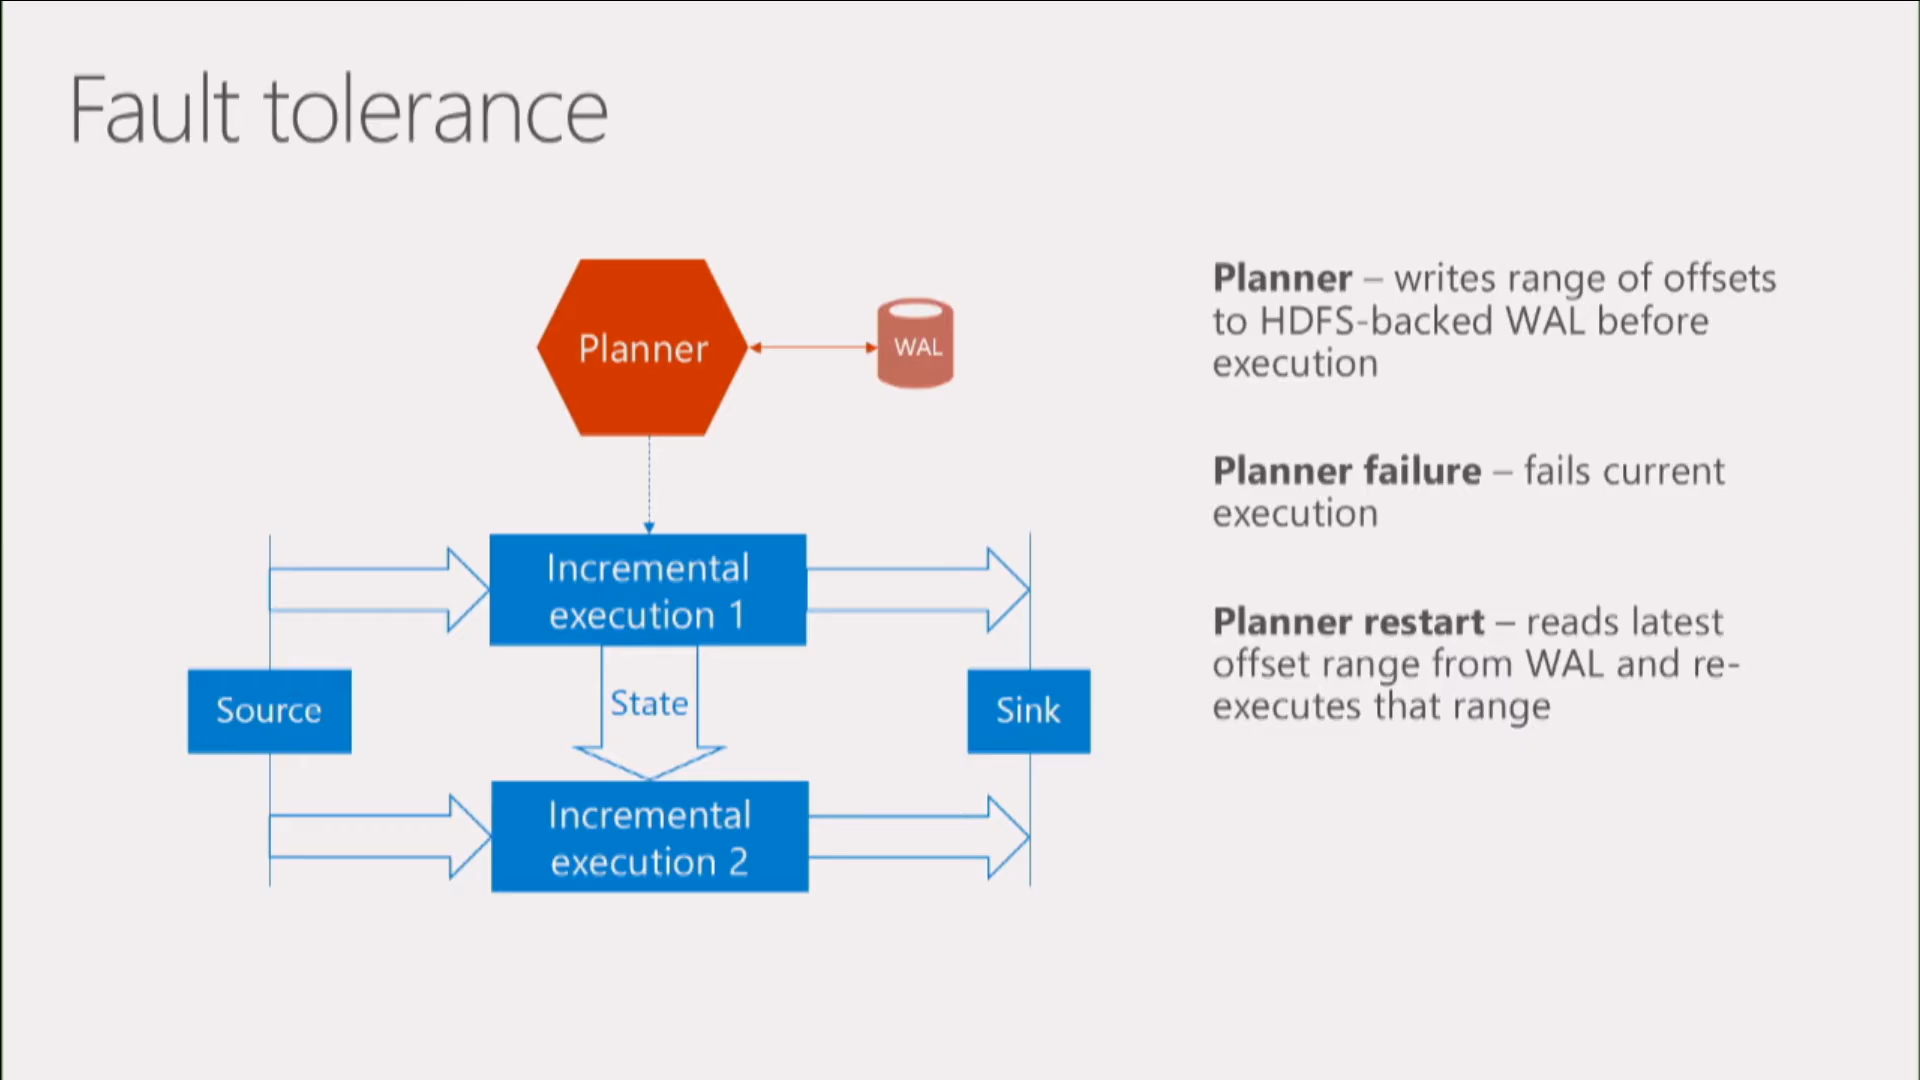 Fault tolerance
Planner
WAL
Incremental
execution 1
State
Source
Sink
Incremental
execution 2
Planner – writes range of offsets
to HDFS-backed WAL before
execution
Planner failure – fails current
execution
Planner restart – reads latest
offset range from WAL and re-
executes that range